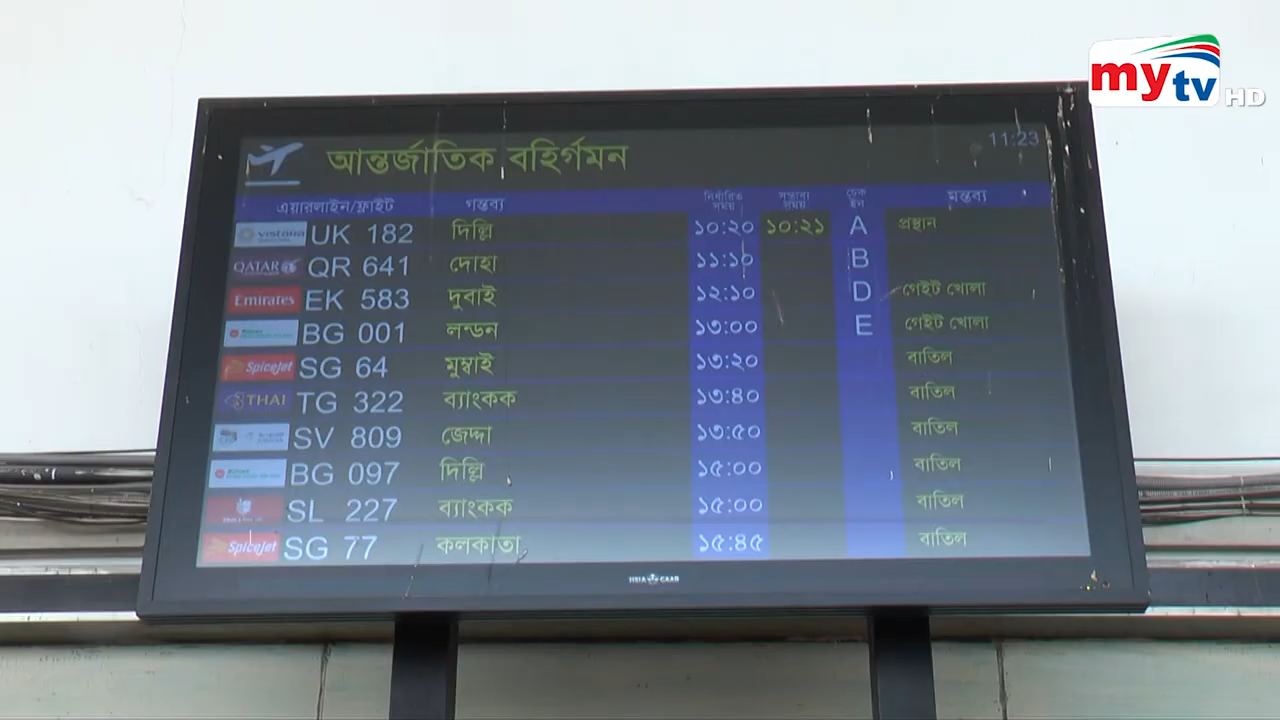 mytv HD
11:23
আন্তর্জাতিক বহির্গমন
এয়ারলাইন/ফ্লাইট গন্তব্য নির্ধারিত সময় সম্ভাব্য সময় চেক ইন মন্তব্য
vistara UK 182 দিল্লি ১০:২০ ১০:২১ A প্রস্থান
QATAR QR 641 দোহা ১১:১০ B
Emirates EK 583 দুবাই ১২:১০ D গেইট খোলা
BG 001 লন্ডন ১৩:০০ E গেইট খোলা
SpiceJet SG 64 মুম্বাই ১৩:২০ বাতিল
THAI TG 322 ব্যাংকক ১৩:৪০ বাতিল
SV 809 জেদ্দা ১৩:৫০ বাতিল
BG 097 দিল্লি ১৫:০০ বাতিল
SL 227 ব্যাংকক ১৫:০০ বাতিল
SpiceJet SG 77 কলকাতা ১৫:৪৫ বাতিল
HSIA CAAB